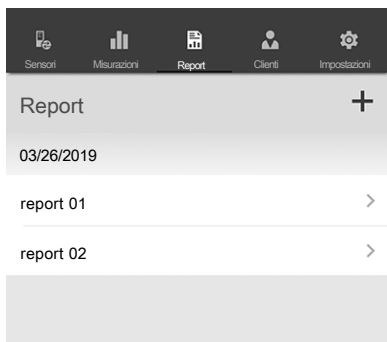 Sensori Misurazioni Report Clienti Impostazioni
Report
03/26/2019
report 01
report 02